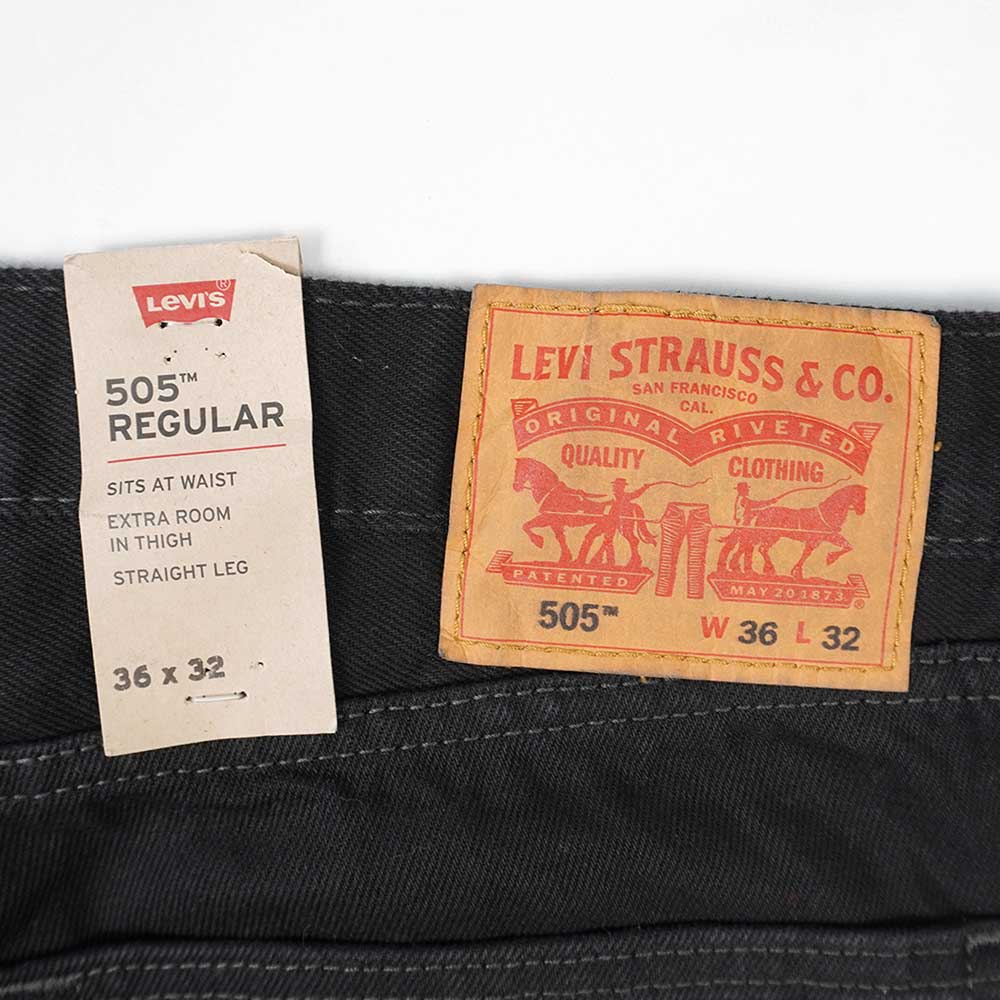 LEVI'S®
505™
REGULAR
SITS AT WAIST
EXTRA ROOM
IN THIGH
STRAIGHT LEG
36 x 32
LEVI STRAUSS & CO.
SAN FRANCISCO
CAL.
ORIGINAL RIVETED
QUALITY CLOTHING
PATENTED MAY 20 1873 ®
505™ W 36 L 32